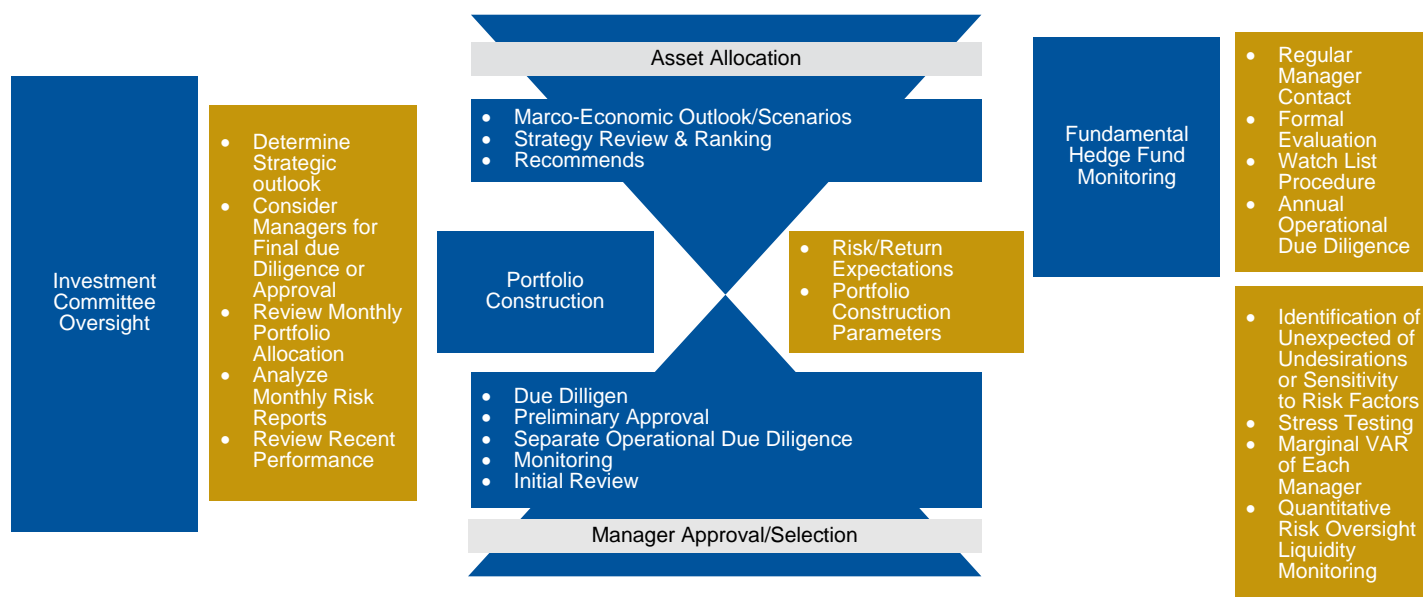 Investment
Committee
Oversight
• Determine
Strategic
outlook
• Consider
Managers for
Final due
Diligence or
Approval
• Review Monthly
Portfolio
Allocation
• Analyze
Monthly Risk
Reports
• Review Recent
Performance
Asset Allocation
• Marco-Economic Outlook/Scenarios
• Strategy Review & Ranking
• Recommends
Portfolio
Construction
• Risk/Return
Expectations
• Portfolio
Construction
Parameters
• Due Dilligen
• Preliminary Approval
• Separate Operational Due Diligence
• Monitoring
• Initial Review
Manager Approval/Selection
Fundamental
Hedge Fund
Monitoring
• Regular
Manager
Contact
• Formal
Evaluation
• Watch List
Procedure
• Annual
Operational
Due Diligence
• Identification of
Unexpected of
Undesirations
or Sensitivity
to Risk Factors
• Stress Testing
• Marginal VAR
of Each
Manager
• Quantitative
Risk Oversight
Liquidity
Monitoring